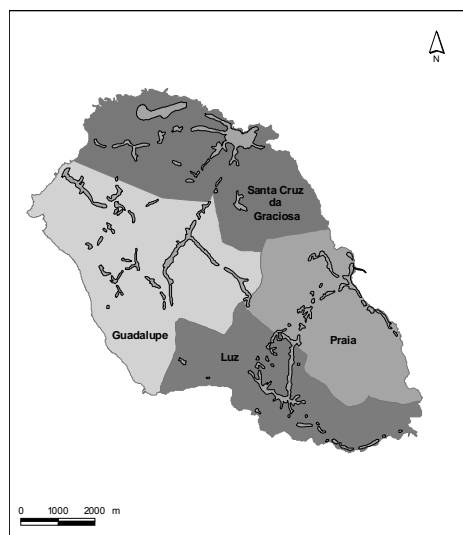 N
Santa Cruz
da
Graciosa
Guadalupe
Luz
Praia
0 1000 2000 m